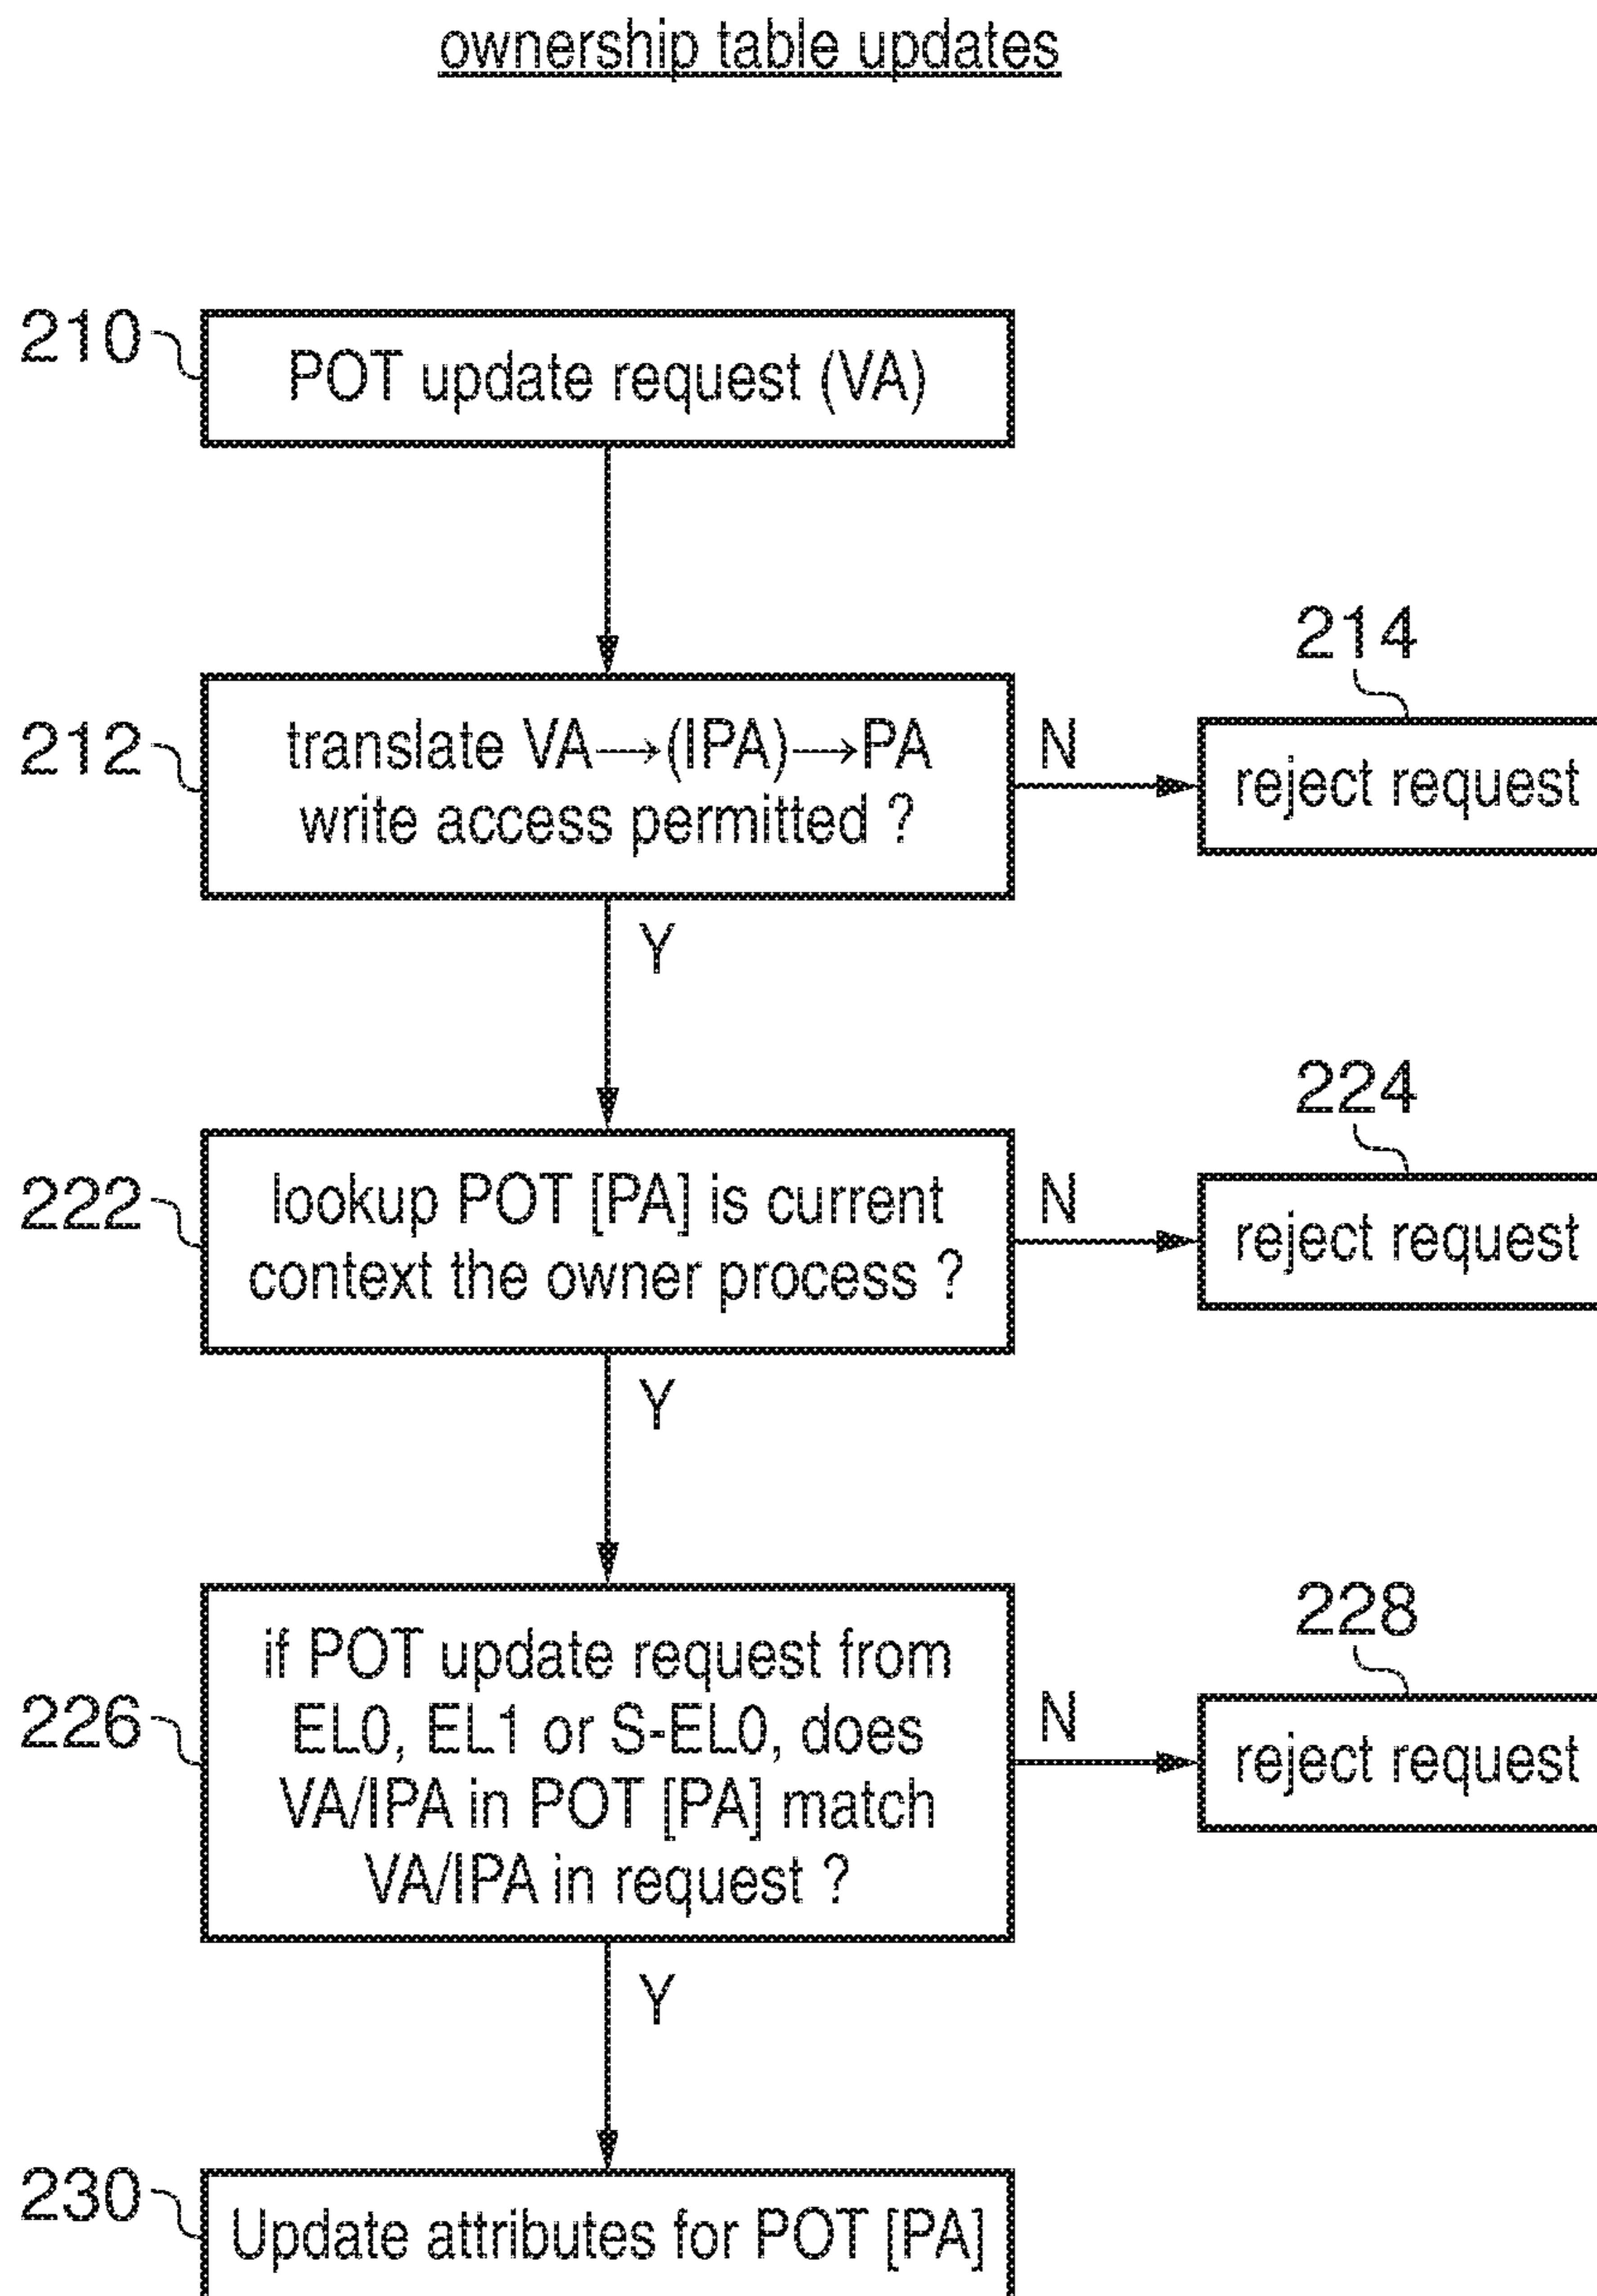 ownership table updates
210
POT update request (VA)
212
translate VA→(IPA)→PA
write access permitted ?
N
214
reject request
Y
222
lookup POT [PA] is current
context the owner process ?
N
224
reject request
Y
226
if POT update request from
EL0, EL1 or S-EL0, does
VA/IPA in POT [PA] match
VA/IPA in request ?
N
228
reject request
Y
230
Update attributes for POT [PA]